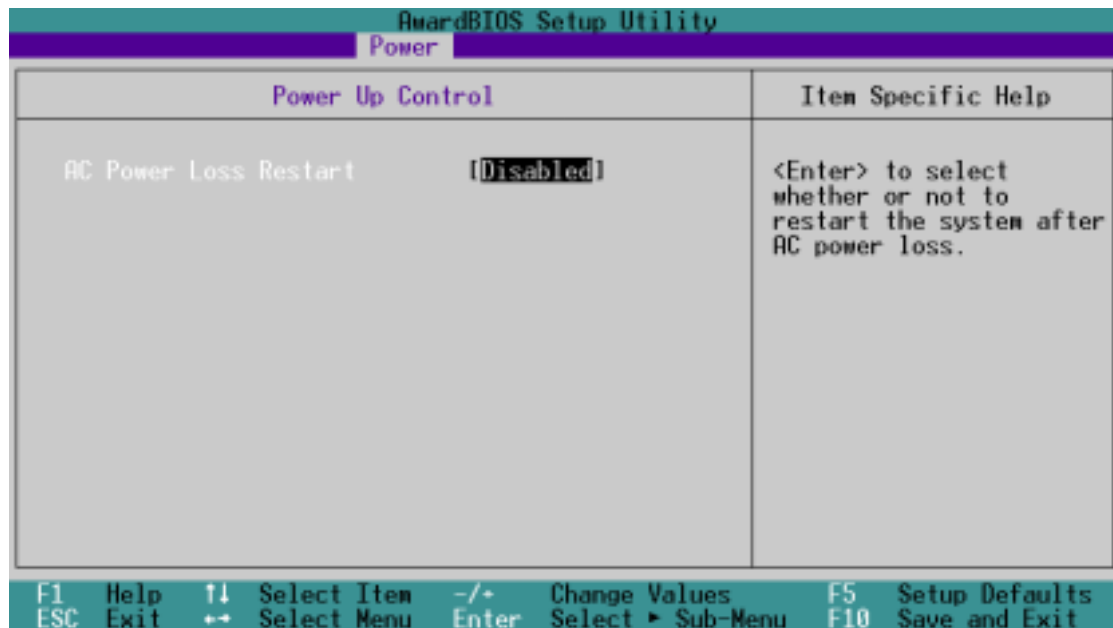 AwardBIOS Setup Utility
Power
Power Up Control
Item Specific Help
AC Power Loss Restart [Disabled]
<Enter> to select
whether or not to
restart the system after
AC power loss.
F1 Help ↑↓ Select Item -/+ Change Values F5 Setup Defaults
ESC Exit ←→ Select Menu Enter Select ► Sub-Menu F10 Save and Exit